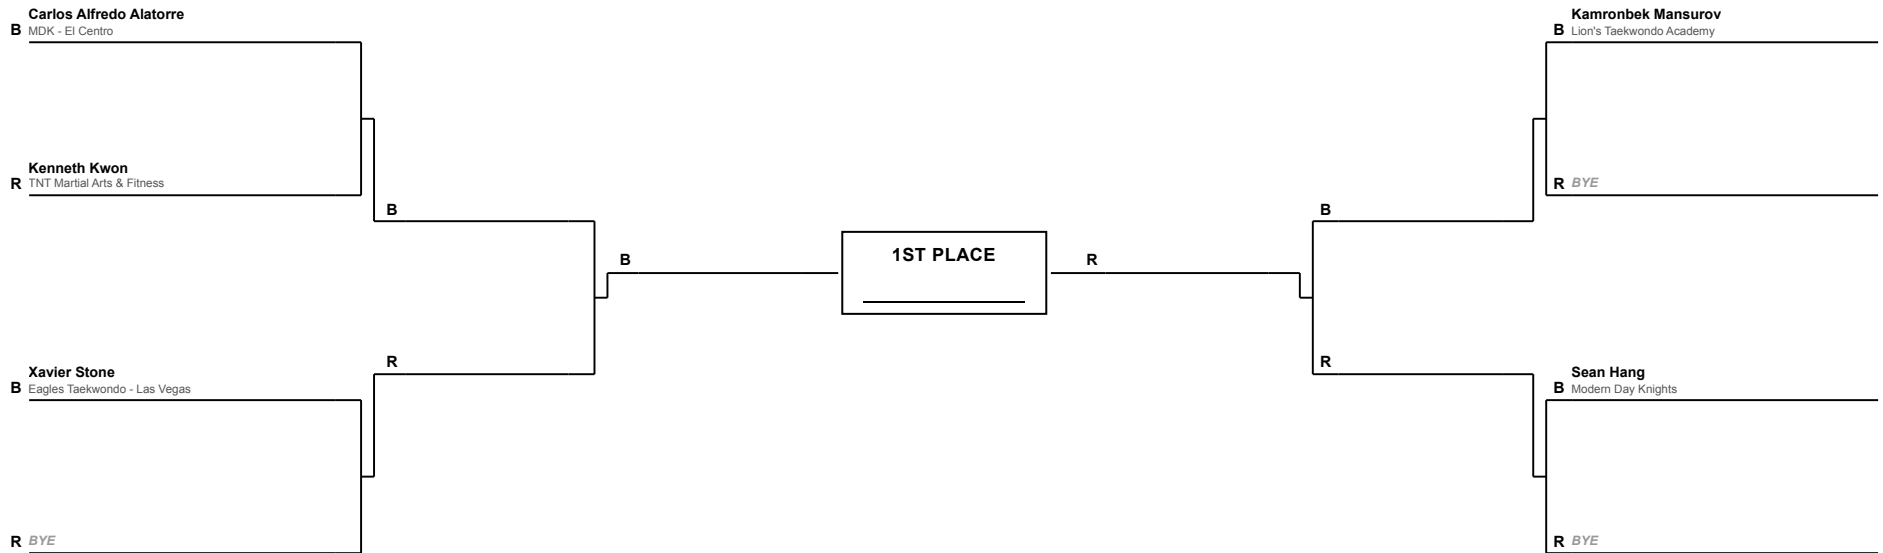 Carlos Alfredo Alatorre
B MDK - El Centro
Kenneth Kwon
R TNT Martial Arts & Fitness
B
Xavier Stone
B Eagles Taekwondo - Las Vegas
R BYE
R
B
1ST PLACE
R
Kamronbek Mansurov
B Lion's Taekwondo Academy
R BYE
B
R
Sean Hang
B Modern Day Knights
R BYE